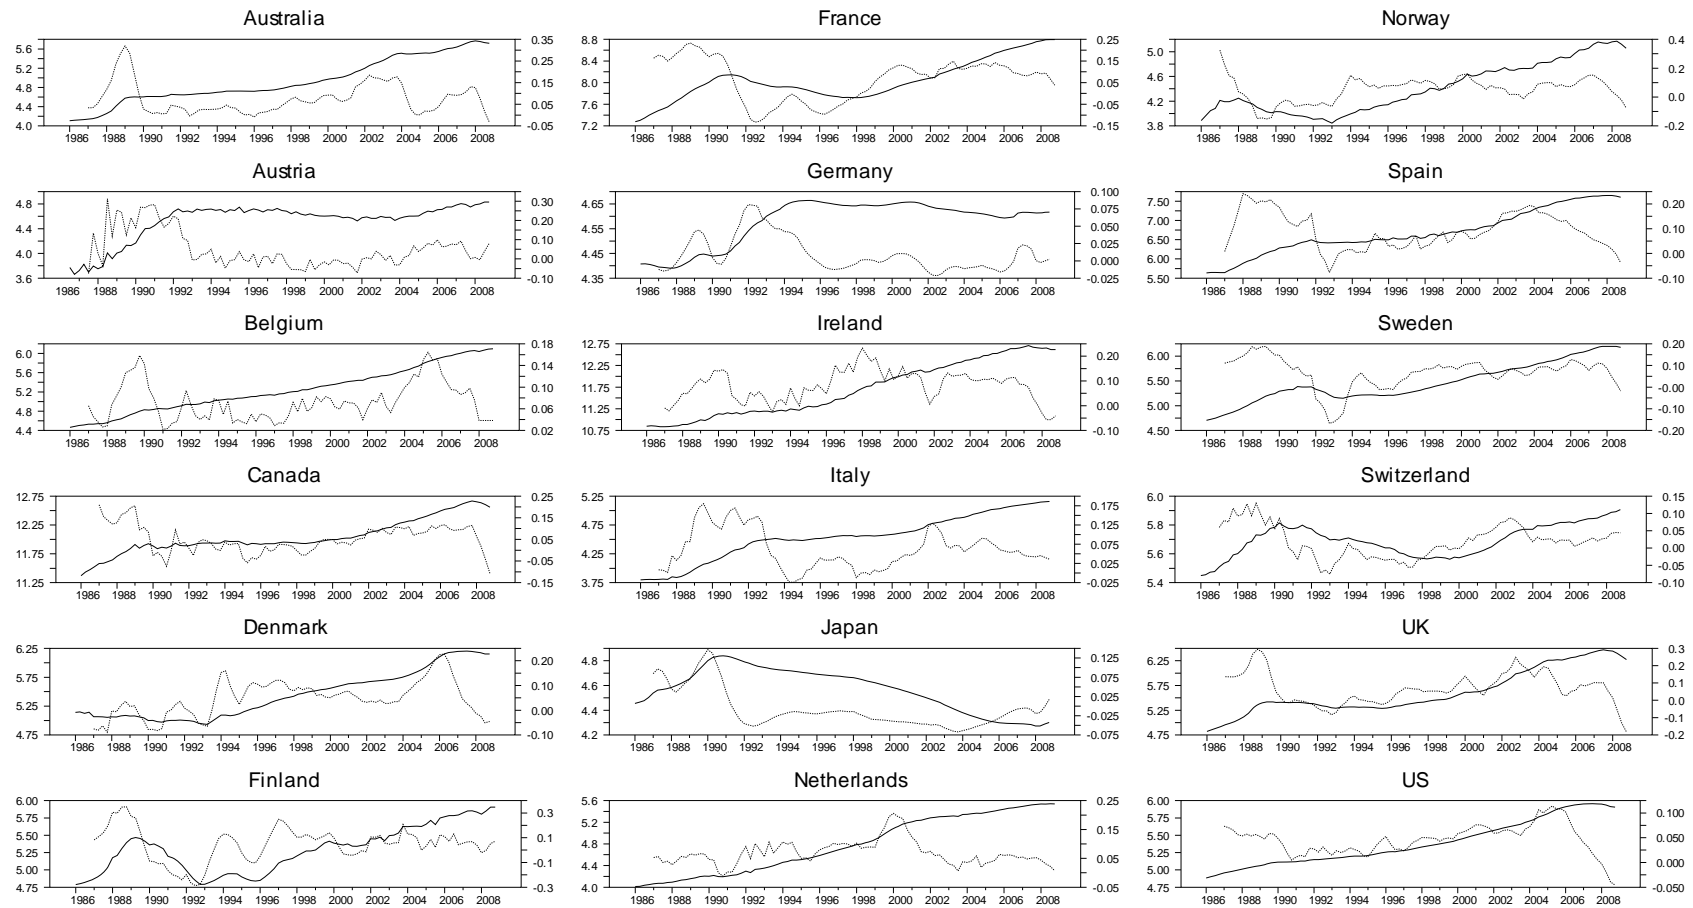 Australia
5.6 5.2 4.8 4.4 4.0
0.35 0.25 0.15 0.05 -0.05
1986 1988 1990 1992 1994 1996 1998 2000 2002 2004 2006 2008
France
8.8 8.4 8.0 7.6 7.2
0.25 0.15 0.05 -0.05 -0.15
1986 1988 1990 1992 1994 1996 1998 2000 2002 2004 2006 2008
Norway
5.0 4.6 4.2 3.8
0.4 0.2 0.0 -0.2
1986 1988 1990 1992 1994 1996 1998 2000 2002 2004 2006 2008
Austria
4.8 4.4 4.0 3.6
0.30 0.20 0.10 0.00 -0.10
1986 1988 1990 1992 1994 1996 1998 2000 2002 2004 2006 2008
Germany
4.65 4.55 4.45 4.35
0.100 0.075 0.050 0.025 0.000 -0.025
1986 1988 1990 1992 1994 1996 1998 2000 2002 2004 2006 2008
Spain
7.50 7.00 6.50 6.00 5.50
0.20 0.10 0.00 -0.10
1986 1988 1990 1992 1994 1996 1998 2000 2002 2004 2006 2008
Belgium
6.0 5.6 5.2 4.8 4.4
0.18 0.14 0.10 0.06 0.02
1986 1988 1990 1992 1994 1996 1998 2000 2002 2004 2006 2008
Ireland
12.75 12.25 11.75 11.25 10.75
0.20 0.10 0.00 -0.10
1986 1988 1990 1992 1994 1996 1998 2000 2002 2004 2006 2008
Sweden
6.00 5.50 5.00 4.50
0.20 0.10 -0.00 -0.10 -0.20
1986 1988 1990 1992 1994 1996 1998 2000 2002 2004 2006 2008
Canada
12.75 12.25 11.75 11.25
0.25 0.15 0.05 -0.05 -0.15
1986 1988 1990 1992 1994 1996 1998 2000 2002 2004 2006 2008
Italy
5.25 4.75 4.25 3.75
0.175 0.125 0.075 0.025 -0.025
1986 1988 1990 1992 1994 1996 1998 2000 2002 2004 2006 2008
Switzerland
6.0 5.8 5.6 5.4
0.15 0.10 0.05 0.00 -0.05 -0.10
1986 1988 1990 1992 1994 1996 1998 2000 2002 2004 2006 2008
Denmark
6.25 5.75 5.25 4.75
0.20 0.10 0.00 -0.10
1986 1988 1990 1992 1994 1996 1998 2000 2002 2004 2006 2008
Japan
4.8 4.6 4.4 4.2
0.125 0.075 0.025 -0.025 -0.075
1986 1988 1990 1992 1994 1996 1998 2000 2002 2004 2006 2008
UK
6.25 5.75 5.25 4.75
0.3 0.2 0.1 0.0 -0.1 -0.2
1986 1988 1990 1992 1994 1996 1998 2000 2002 2004 2006 2008
Finland
6.00 5.75 5.50 5.25 5.00 4.75
0.3 0.1 -0.1 -0.3
1986 1988 1990 1992 1994 1996 1998 2000 2002 2004 2006 2008
Netherlands
5.6 5.2 4.8 4.4 4.0
0.25 0.15 0.05 -0.05
1986 1988 1990 1992 1994 1996 1998 2000 2002 2004 2006 2008
US
6.00 5.75 5.50 5.25 5.00 4.75
0.100 0.050 0.000 -0.050
1986 1988 1990 1992 1994 1996 1998 2000 2002 2004 2006 2008